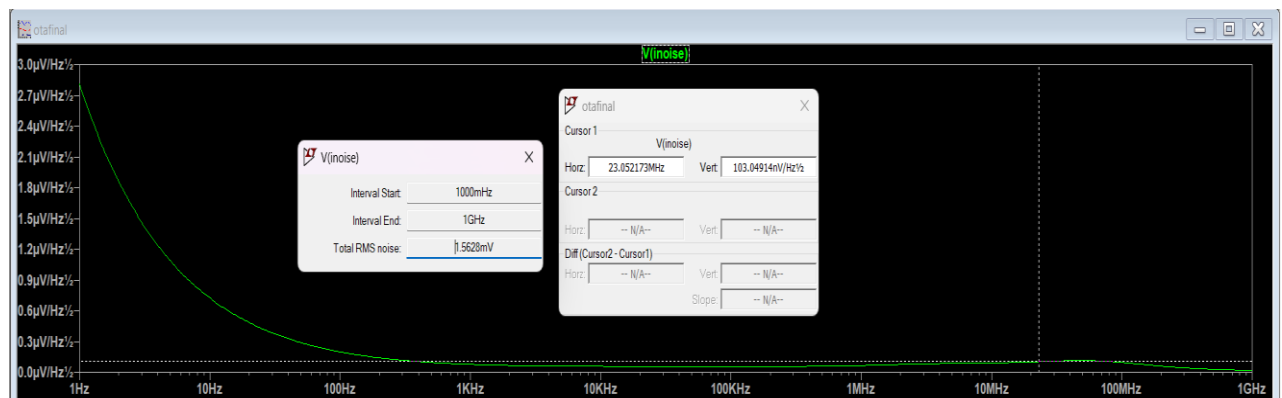 otafinal
V(inoise)
3.0µV/Hz½
2.7µV/Hz½
2.4µV/Hz½
2.1µV/Hz½
1.8µV/Hz½
1.5µV/Hz½
1.2µV/Hz½
0.9µV/Hz½
0.6µV/Hz½
0.3µV/Hz½
0.0µV/Hz½
V(inoise) X
Interval Start: 1000mHz
Interval End: 1GHz
Total RMS noise: 1.5628mV
otafinal X
Cursor 1
V(inoise)
Horz: 23.052173MHz Vert: 103.04914nV/Hz½
Cursor 2
Horz: -- N/A-- Vert: -- N/A--
Diff (Cursor2 - Cursor1)
Horz: -- N/A-- Vert: -- N/A--
Slope: -- N/A--
1Hz 10Hz 100Hz 1KHz 10KHz 100KHz 1MHz 10MHz 100MHz 1GHz